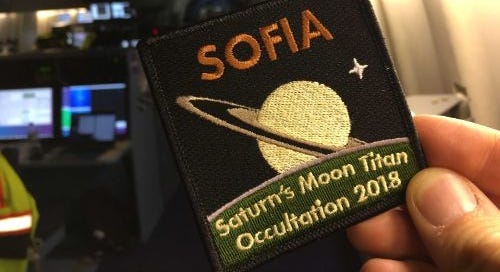 SOFIA
Saturn's Moon Titan
Occultation 2018